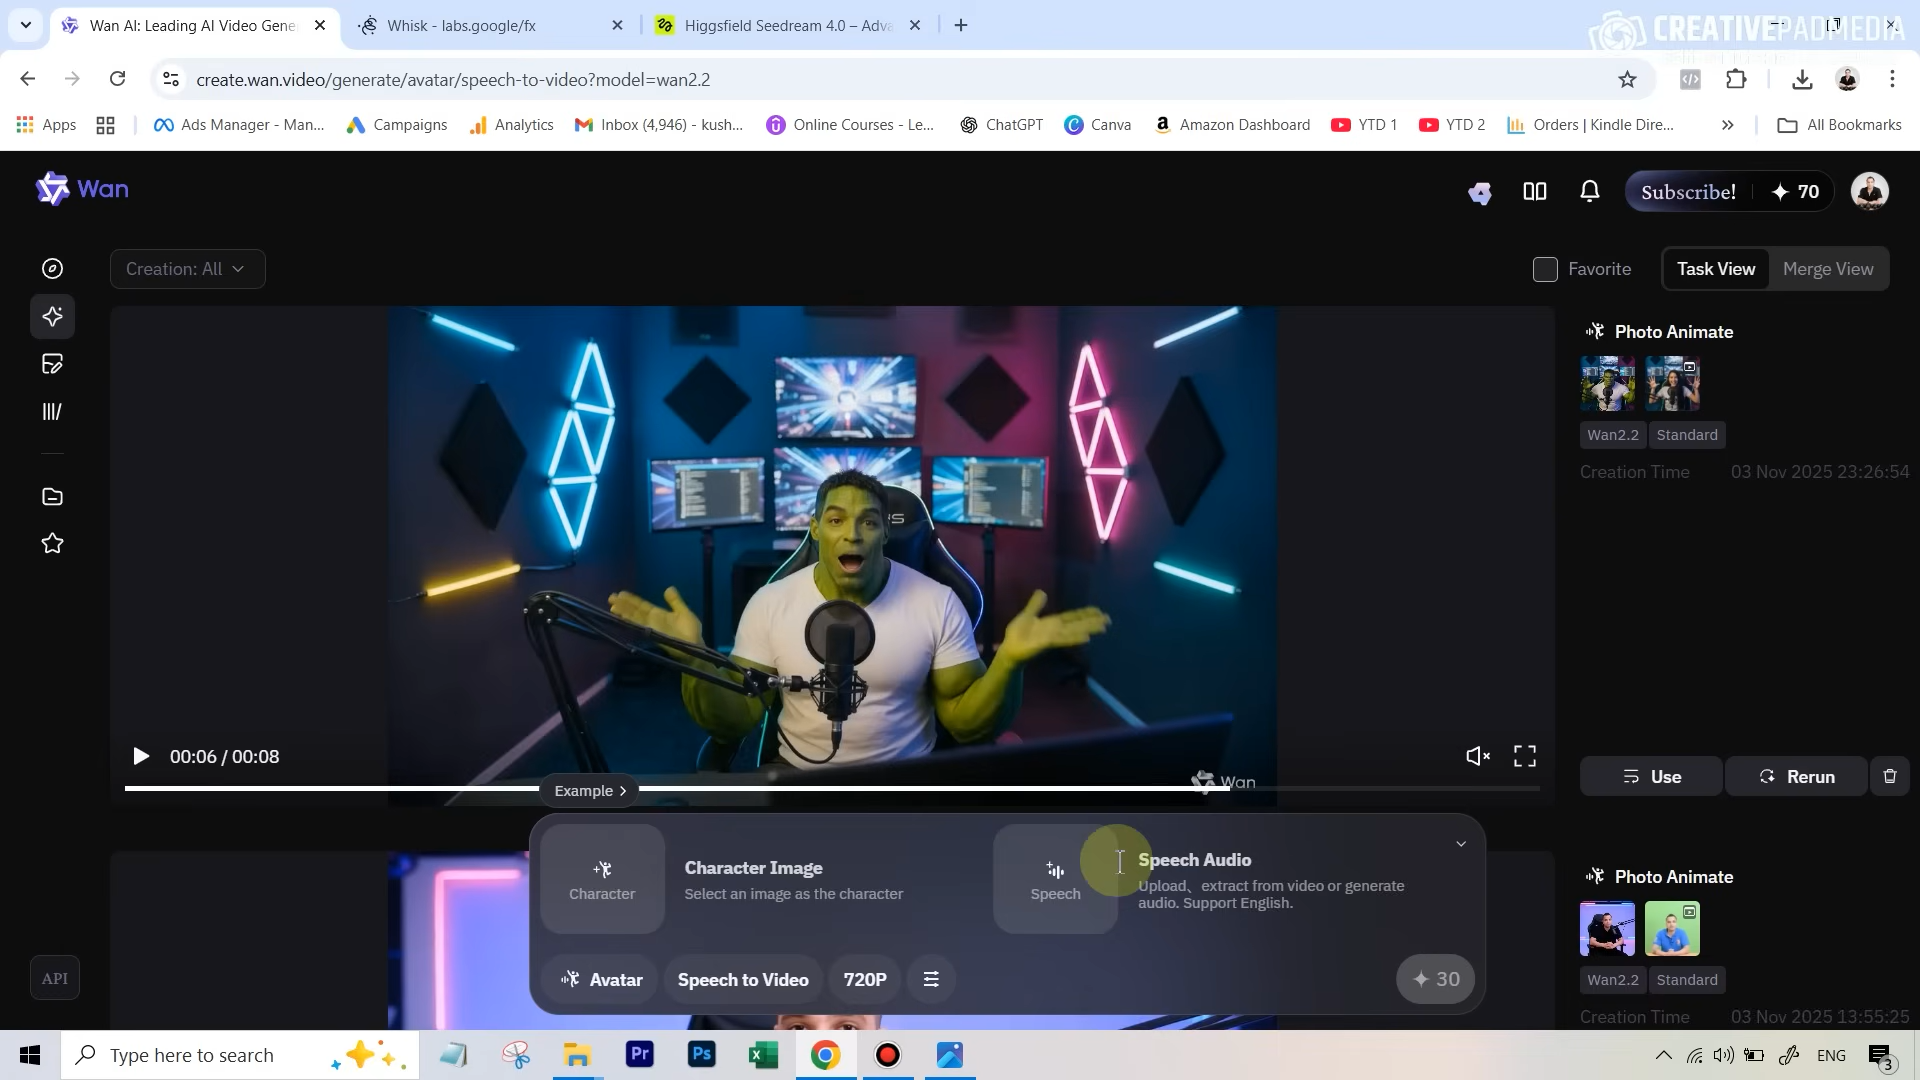 Wan AI: Leading AI Video Gene
Whisk - labs.google/fx
Higgsfield Seedream 4.0 – Adva
CREATIVEPADMEDIA
create.wan.video/generate/avatar/speech-to-video?model=wan2.2
Apps
Ads Manager - Man...
Campaigns
Analytics
Inbox (4,946) - kush...
Online Courses - Le...
ChatGPT
Canva
Amazon Dashboard
YTD 1
YTD 2
Orders | Kindle Dire...
All Bookmarks
Wan
Subscribe!
70
Creation: All
Favorite
Task View
Merge View
Photo Animate
Wan2.2
Standard
Creation Time
03 Nov 2025 23:26:54
00:06 / 00:08
Wan
Use
Rerun
Example
Character
Character Image
Select an image as the character
Speech
Speech Audio
Upload、extract from video or generate
audio. Support English.
Avatar
Speech to Video
720P
30
Photo Animate
Wan2.2
Standard
Creation Time
03 Nov 2025 13:55:25
API
Type here to search
Pr
Ps
ENG
3